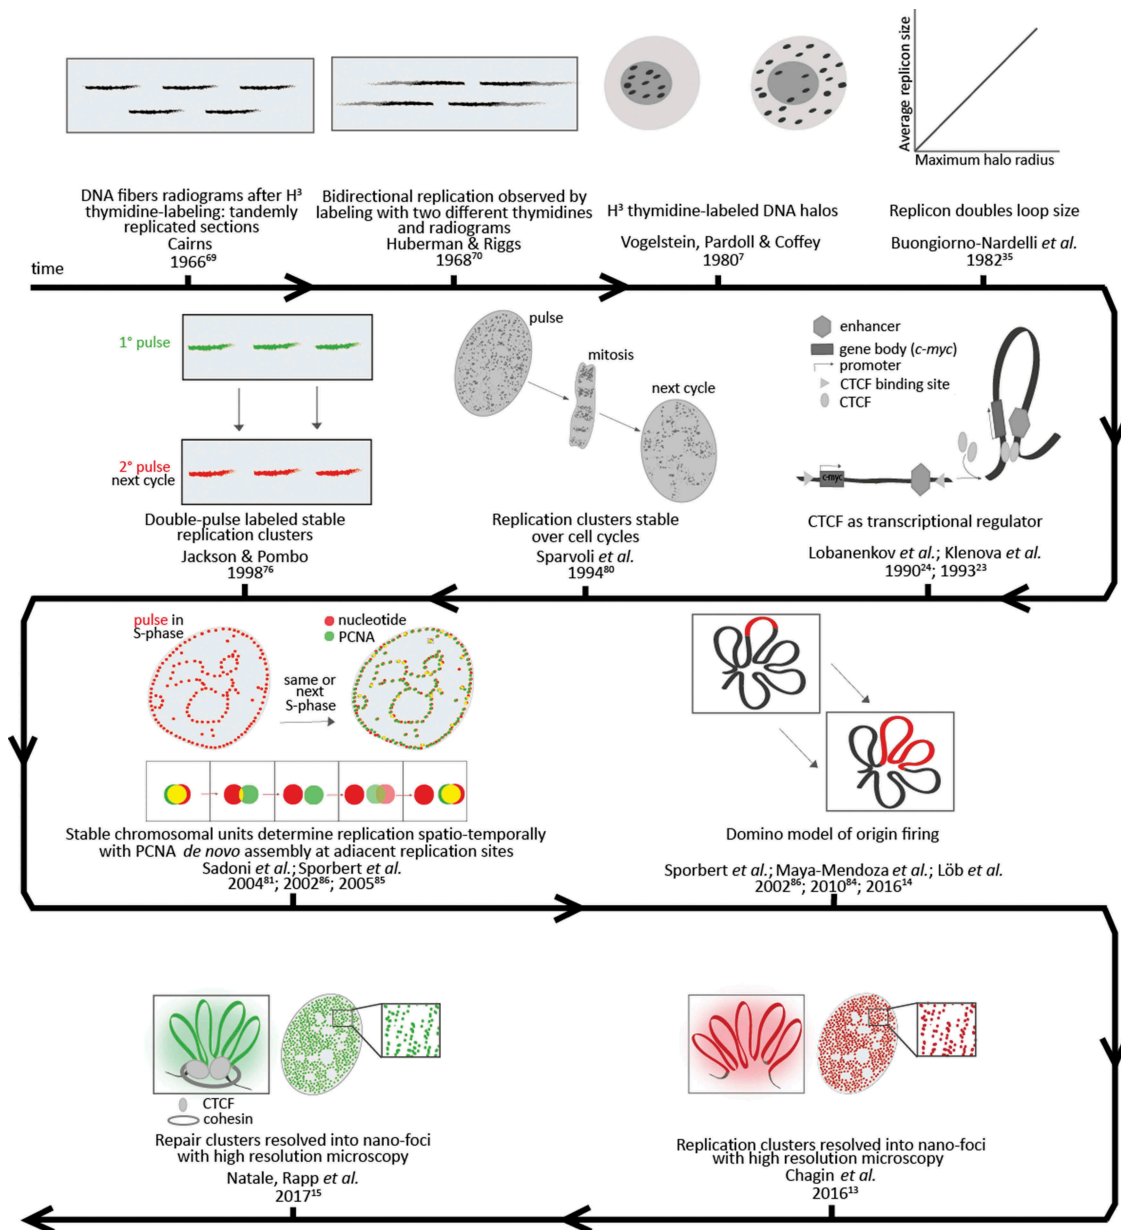 Average replicon size
Maximum halo radius
DNA fibers radiograms after H³
thymidine-labeling: tandemly
replicated sections
Cairns
1966⁶⁹
Bidirectional replication observed by
labeling with two different thymidines
and radiograms
Huberman & Riggs
1968⁷⁰
H³ thymidine-labeled DNA halos
Vogelstein, Pardoll & Coffey
1980⁷
Replicon doubles loop size
Buongiorno-Nardelli et al.
1982³⁵
time
1° pulse
2° pulse
next cycle
Double-pulse labeled stable
replication clusters
Jackson & Pombo
1998⁷⁶
pulse
mitosis
next cycle
Replication clusters stable
over cell cycles
Sparvoli et al.
1994⁸⁰
enhancer
gene body (c-myc)
promoter
CTCF binding site
CTCF
c-myc
CTCF as transcriptional regulator
Lobanenkov et al.; Klenova et al.
1990²⁴; 1993²³
pulse in
S-phase
nucleotide
PCNA
same or
next
S-phase
Stable chromosomal units determine replication spatio-temporally
with PCNA de novo assembly at adjacent replication sites
Sadoni et al.; Sporbert et al.
2004⁸¹; 2002⁸⁶; 2005⁸⁵
Domino model of origin firing
Sporbert et al.; Maya-Mendoza et al.; Löb et al.
2002⁸⁶; 2010⁸⁴; 2016¹⁴
CTCF
cohesin
Repair clusters resolved into nano-foci
with high resolution microscopy
Natale, Rapp et al.
2017¹⁵
Replication clusters resolved into nano-foci
with high resolution microscopy
Chagin et al.
2016¹³